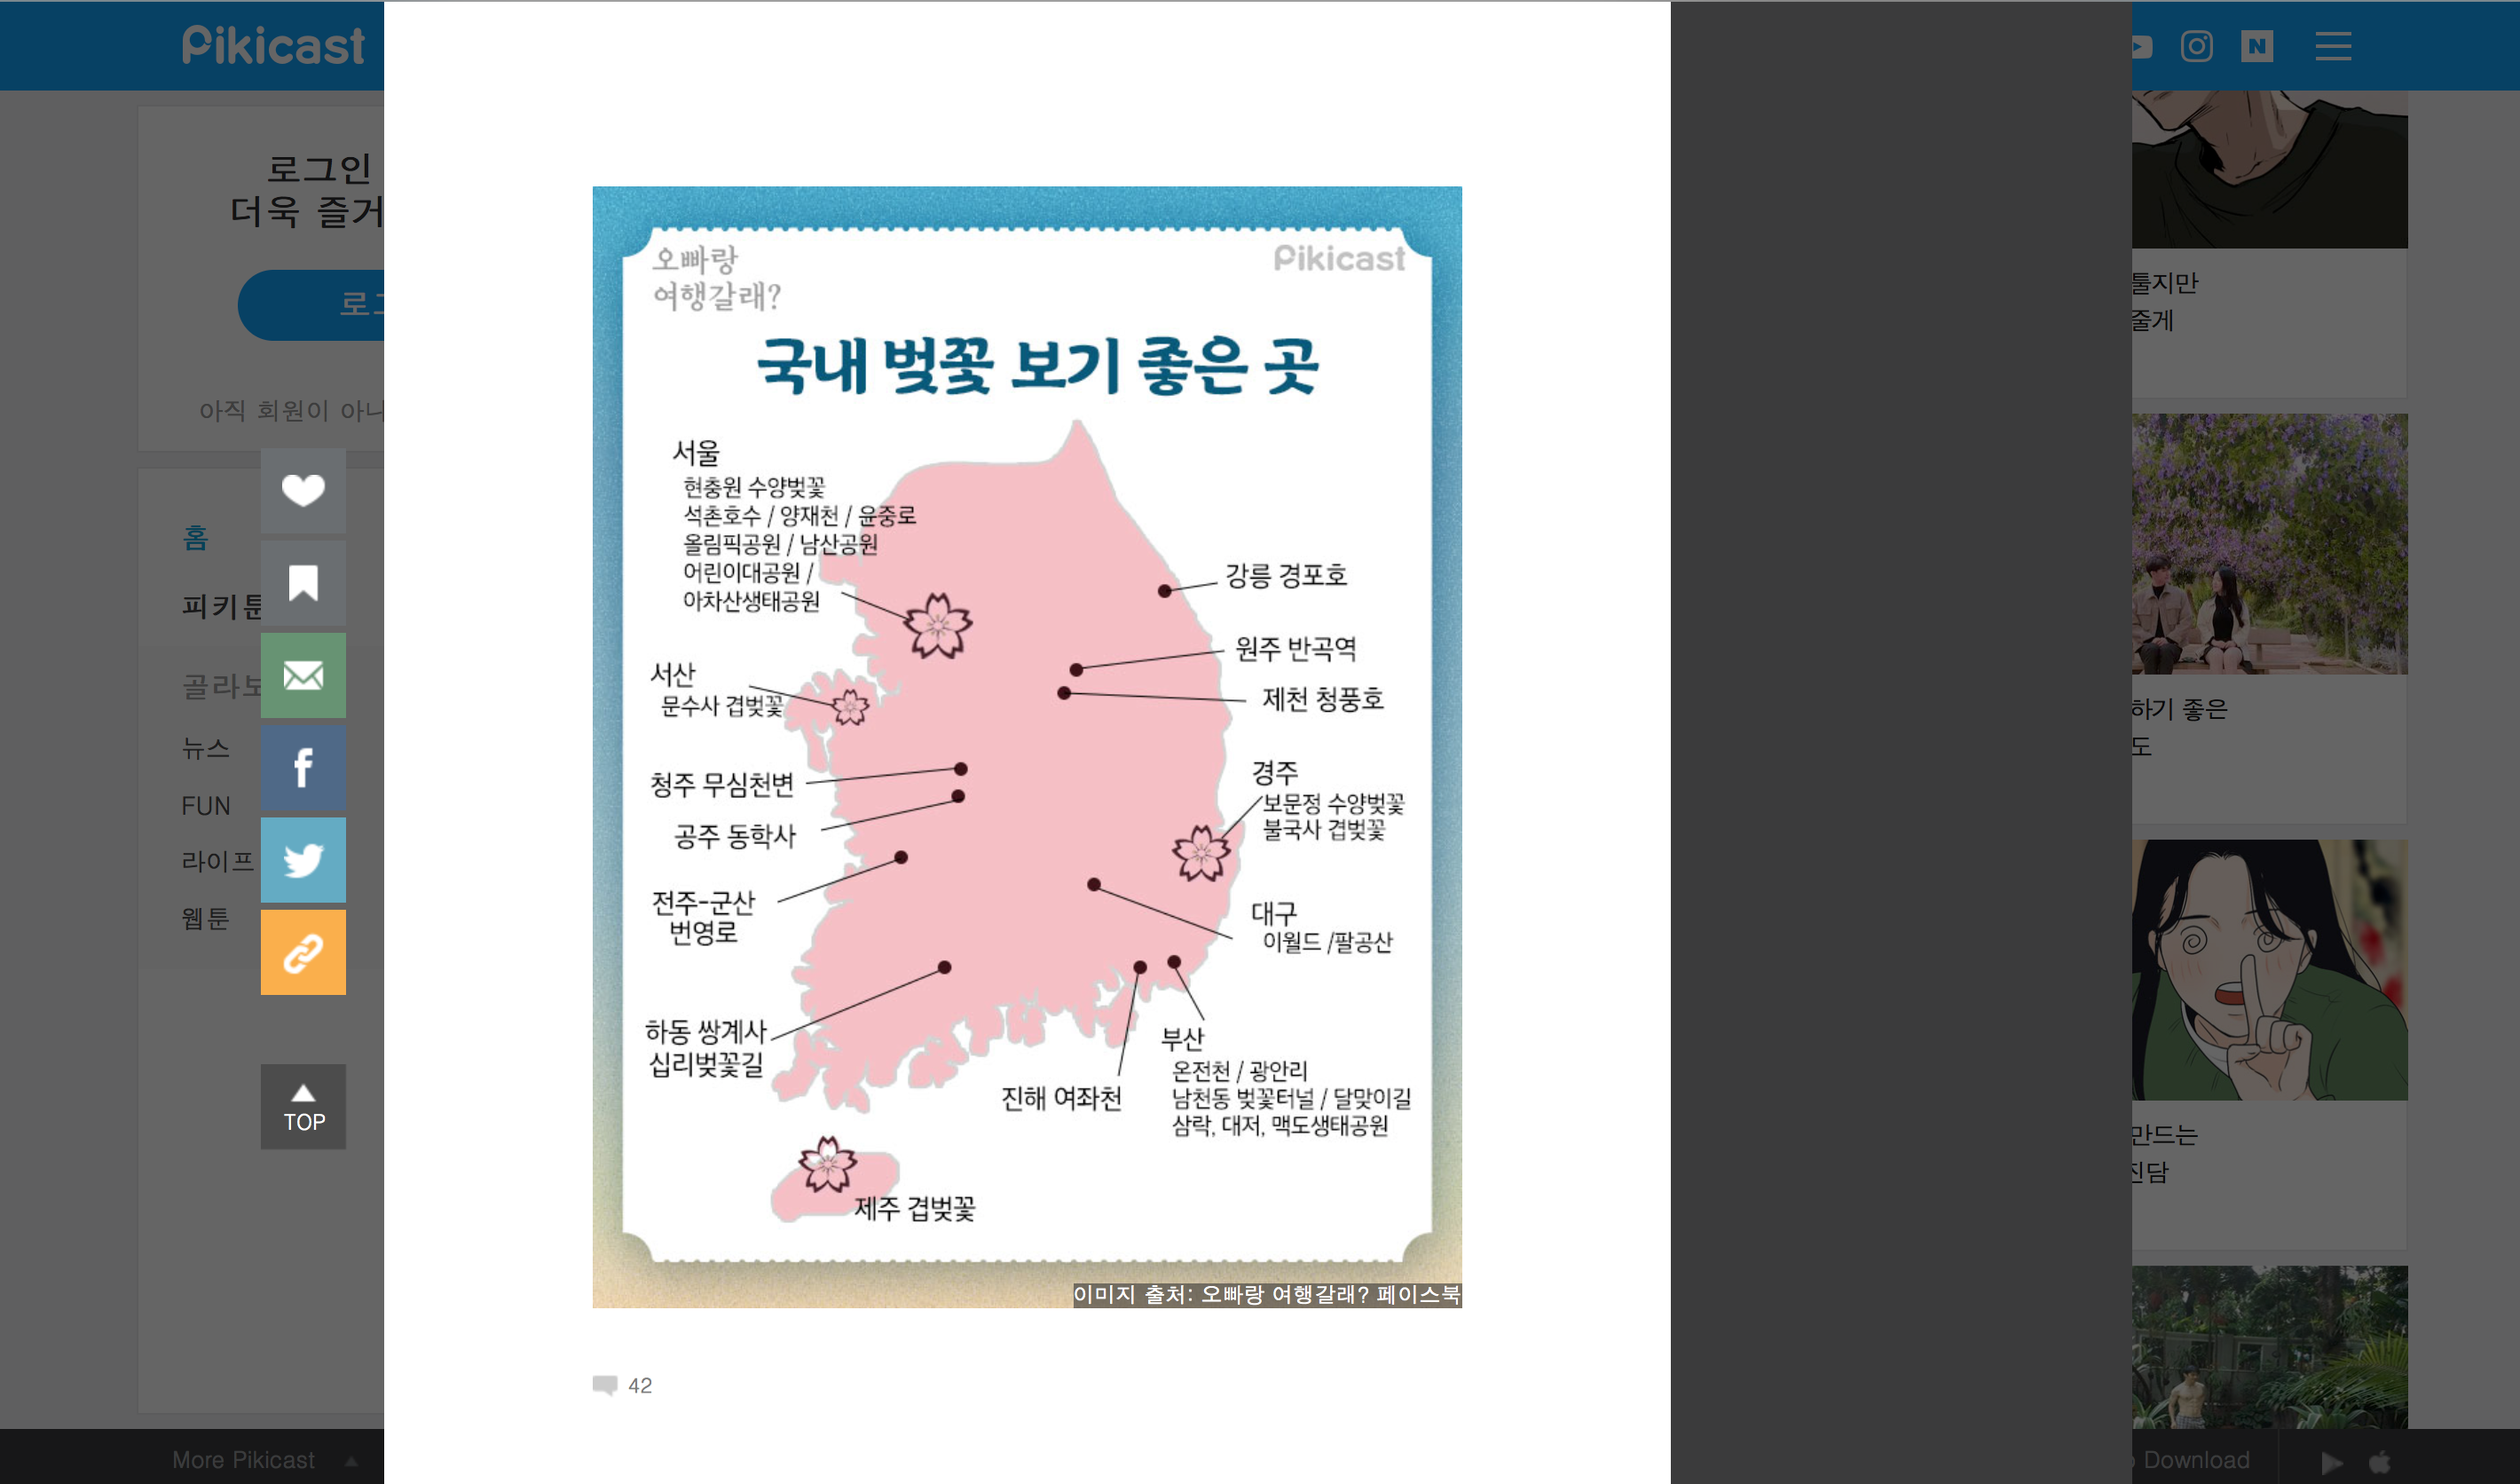 Pikicast
로그인
더욱 즐거
로그
아직 회원이 아니
홈
피키툰
골라보
뉴스
FUN
라이프
웹툰
TOP
More Pikicast
오빠랑
여행갈래?
Pikicast
국내 벚꽃 보기 좋은 곳
서울
현충원 수양벚꽃
석촌호수 / 양재천 / 윤중로
올림픽공원 / 남산공원
어린이대공원 /
아차산생태공원
강릉 경포호
원주 반곡역
서산
문수사 겹벚꽃
제천 청풍호
청주 무심천변
경주
보문정 수양벚꽃
불국사 겹벚꽃
공주 동학사
전주-군산
번영로
대구
이월드 /팔공산
하동 쌍계사
십리벚꽃길
부산
온전천 / 광안리
남천동 벚꽃터널 / 달맞이길
삼락, 대저, 맥도생태공원
진해 여좌천
제주 겹벚꽃
이미지 출처: 오빠랑 여행갈래? 페이스북
42
N
툴지만
줄게
하기 좋은
도
만드는
진담
Download